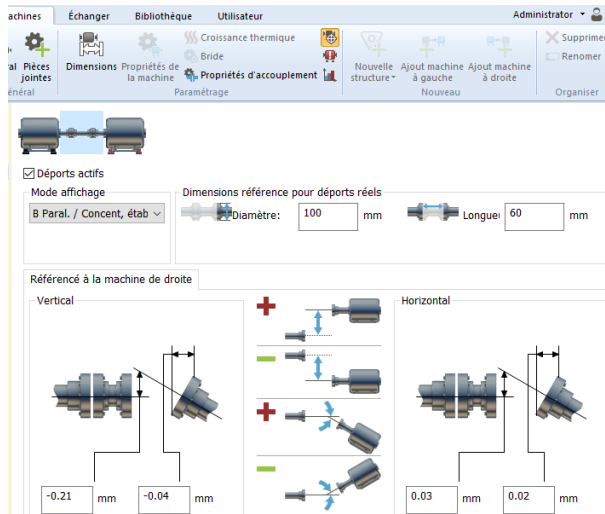 achines Échanger Bibliothèque Utilisateur Administrator
al Pièces jointes
Dimensions
Propriétés de la machine
Croissance thermique
Bride
Propriétés d'accouplement
Nouvelle structure
Ajout machine à gauche
Ajout machine à droite
Supprimer
Renomer
énéral Paramétrage Nouveau Organiser
Déports actifs
Mode affichage
B Paral. / Concent, établ
Dimensions référence pour déports réels
Diamètre: 100 mm
Longueu 60 mm
Référencé à la machine de droite
Vertical
Horizontal
-0.21 mm -0.04 mm
0.03 mm 0.02 mm